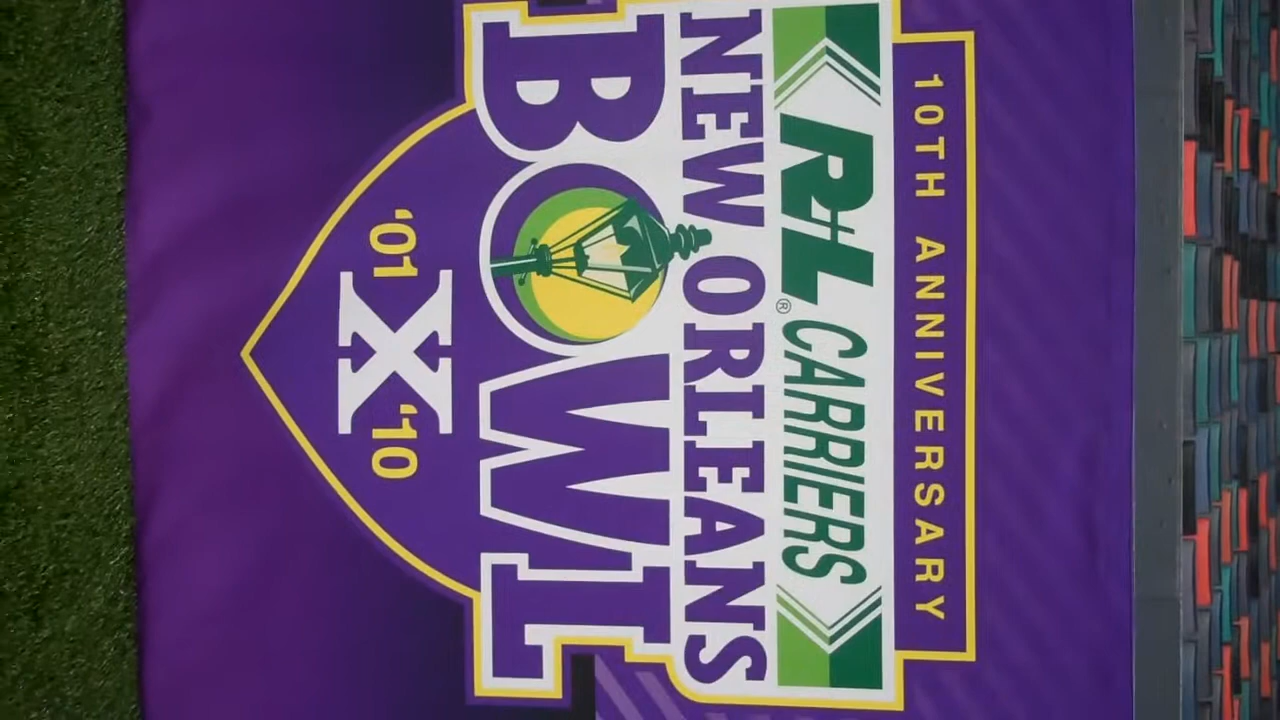 10TH ANNIVERSARY
R+L CARRIERS®
NEW ORLEANS
BOWL
'01 X '10